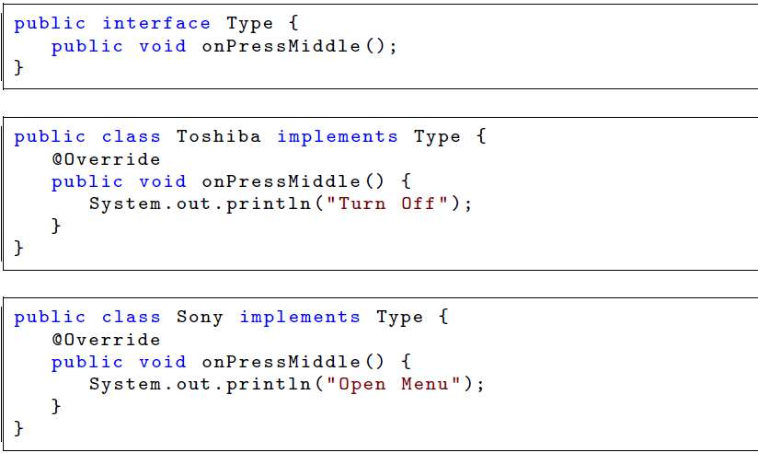 public interface Type {
public void onPressMiddle();
}
public class Toshiba implements Type {
@Override
public void onPressMiddle() {
System.out.println("Turn Off");
}
}
public class Sony implements Type {
@Override
public void onPressMiddle() {
System.out.println("Open Menu");
}
}